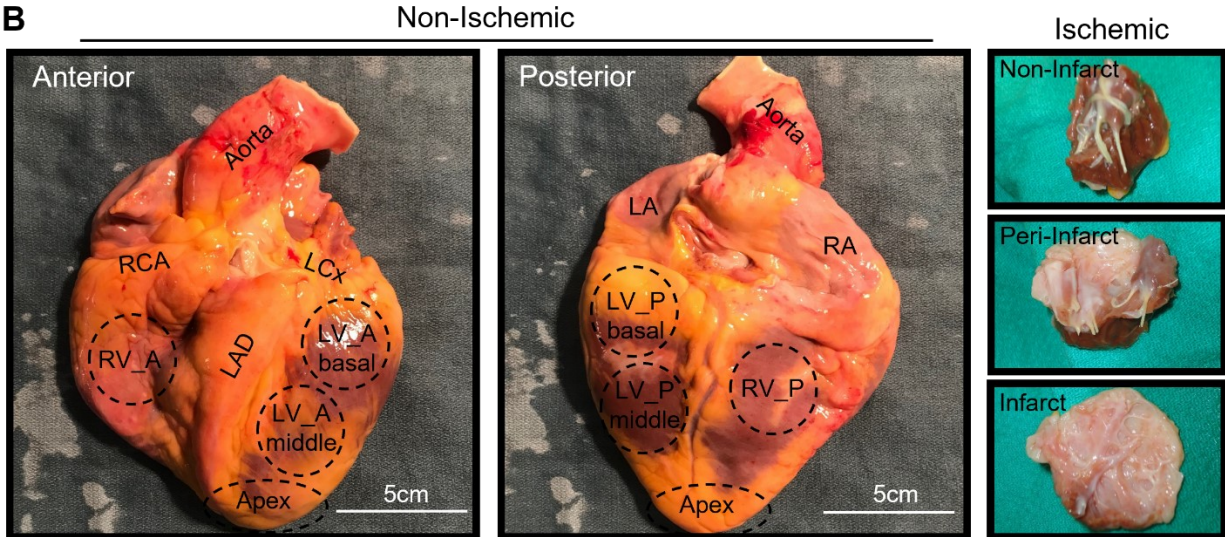 B
Non-Ischemic
Ischemic
Anterior
Aorta
RCA
LCx
LAD
RV_A
LV_A
basal
LV_A
middle
Apex
5cm
Posterior
Aorta
LA
RA
LV_P
basal
LV_P
middle
RV_P
Apex
5cm
Non-Infarct
Peri-Infarct
Infarct